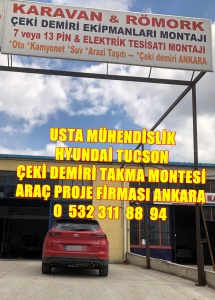 KARAVAN & RÖMORK
ÇEKİ DEMİRİ EKİPMANLARI MONTAJI
7 veya 13 PİN & ELEKTRİK TESİSATI MONTAJI
*Oto *Kamyonet *Suv *Arazi Taşıtı — *Çeki demiri ANKARA
USTA MÜHENDİSLİK
HYUNDAİ TUCSON
ÇEKİ DEMİRİ TAKMA MONTESİ
ARAÇ PROJE FİRMASI ANKARA
0 532 311 88 94